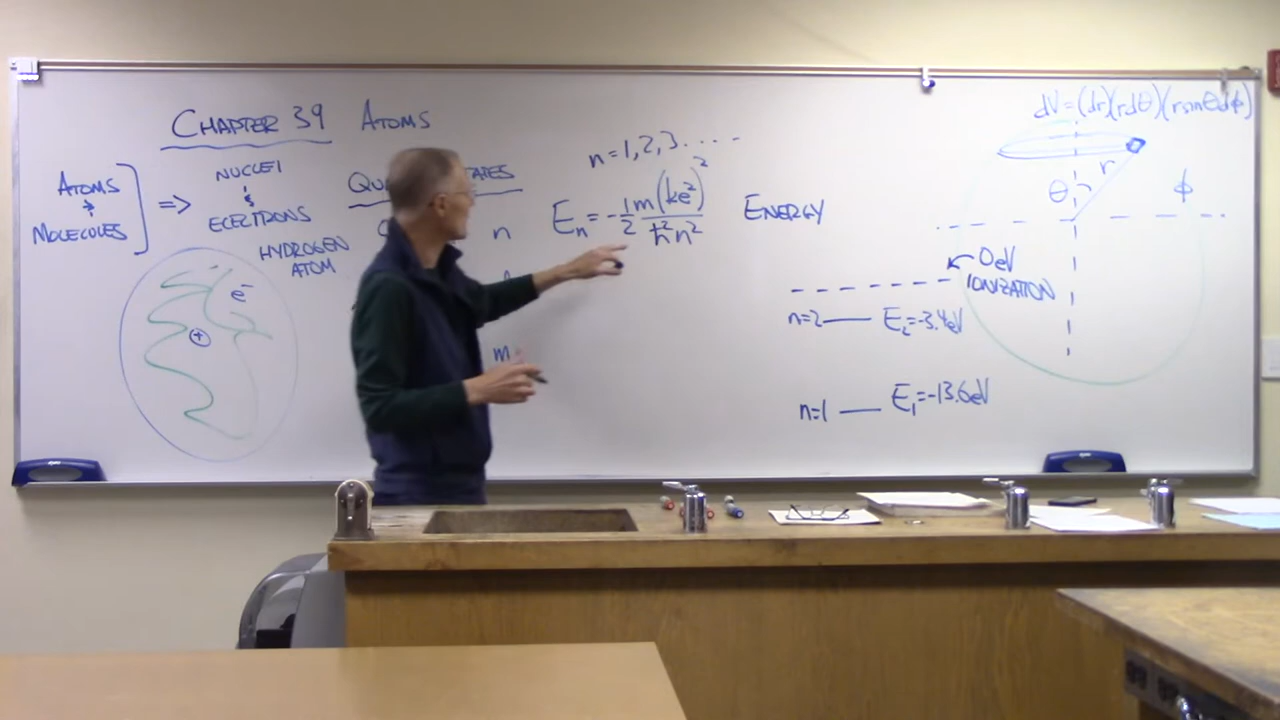 CHAPTER 39 ATOMS
ATOMS
&
MOLECULES
=>
NUCLEI
&
ECELTRONS
HYDROGEN
ATOM
e⁻
+
n
m
n=1,2,3....--
Eₙ = -1/2 m(ke²)²/ħ²n² ENERGY
0eV
IONIZATION
n=2 — E₂=-3.4eV
n=1 — E₁=-13.6eV
dV=(dr)(rdθ)(rsinθdϕ)
r
θ
ϕ